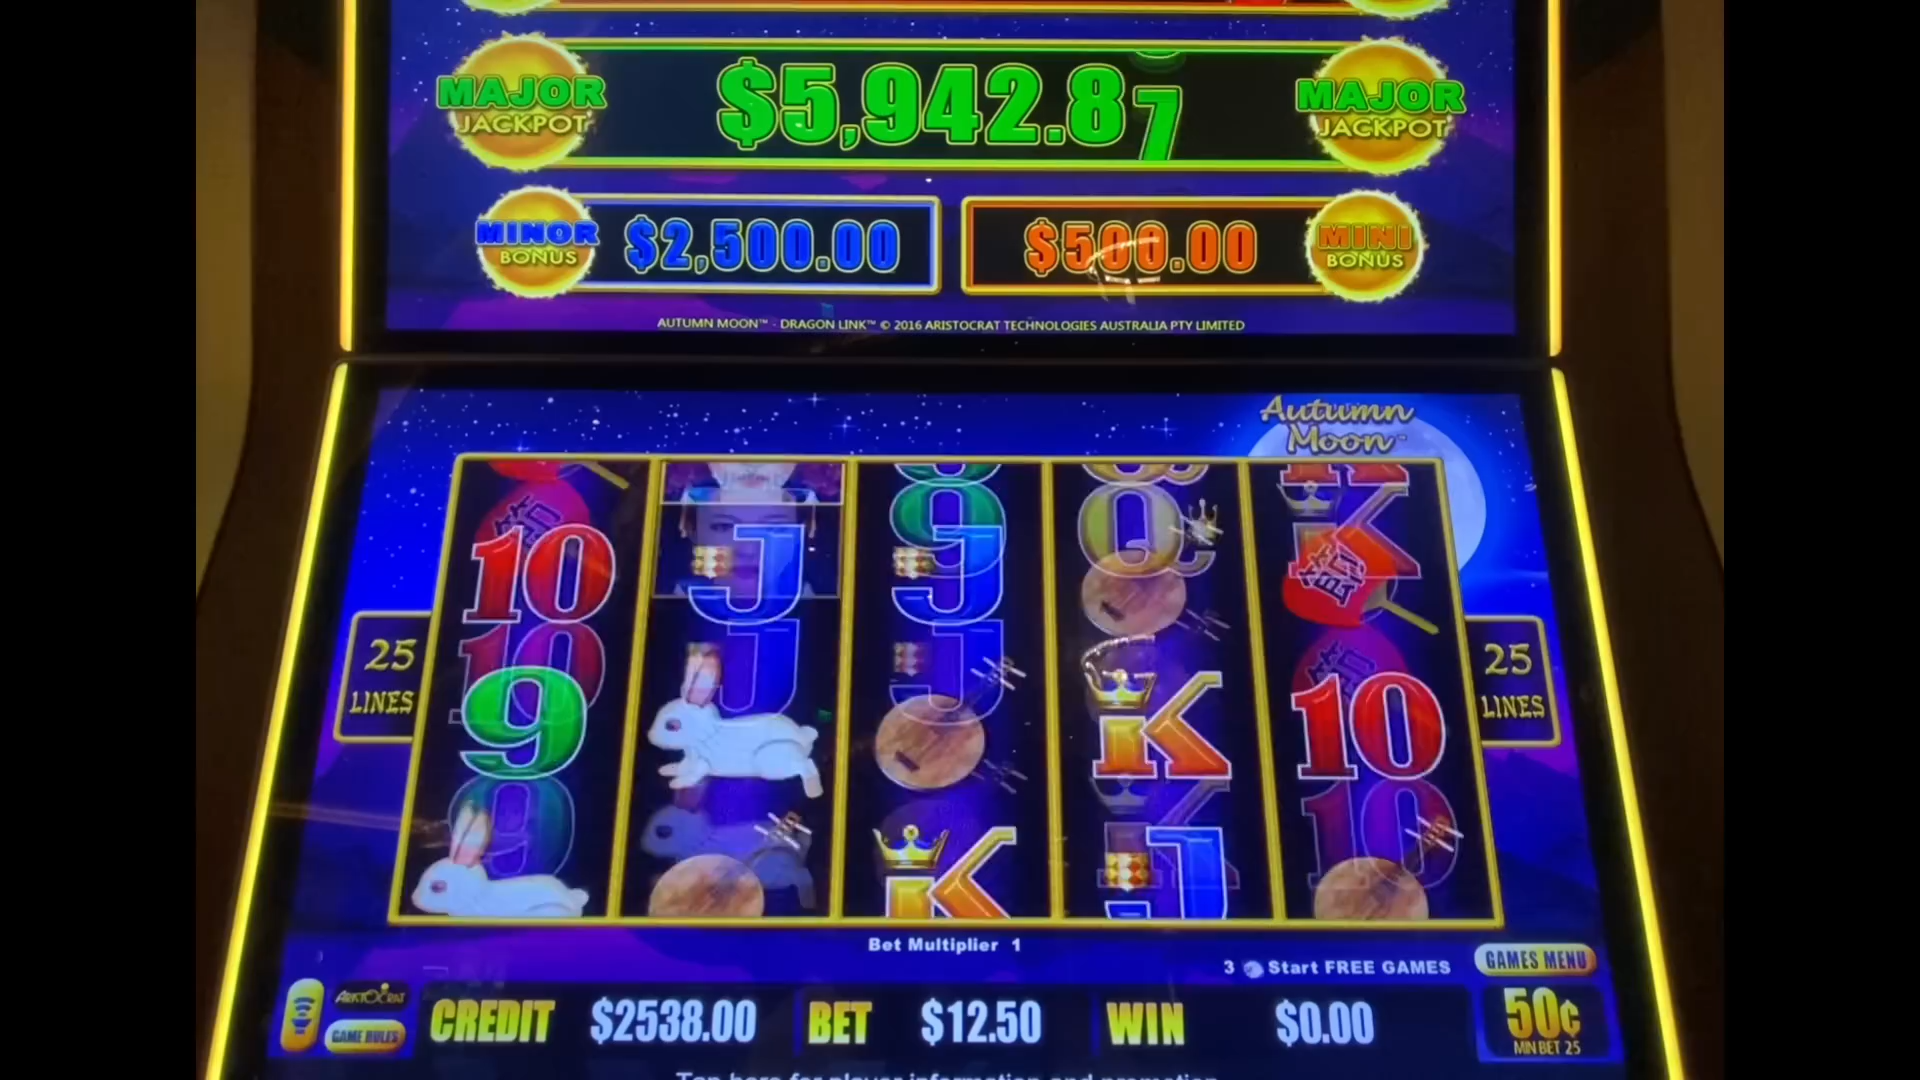 MAJOR
JACKPOT
$5,942.87
MAJOR
JACKPOT
MINOR
BONUS
$2,500.00
$500.00
MINI
BONUS
AUTUMN MOON™ - DRAGON LINK™ © 2016 ARISTOCRAT TECHNOLOGIES AUSTRALIA PTY LIMITED
Autumn
Moon™
9 Q K
10 J J
25
LINES
25
LINES
9 K 10
K J
Bet Multiplier 1
3 Start FREE GAMES
GAMES MENU
ARISTOCRAT
GAME RULES
CREDIT $2538.00 BET $12.50 WIN $0.00
50¢
MIN BET 25